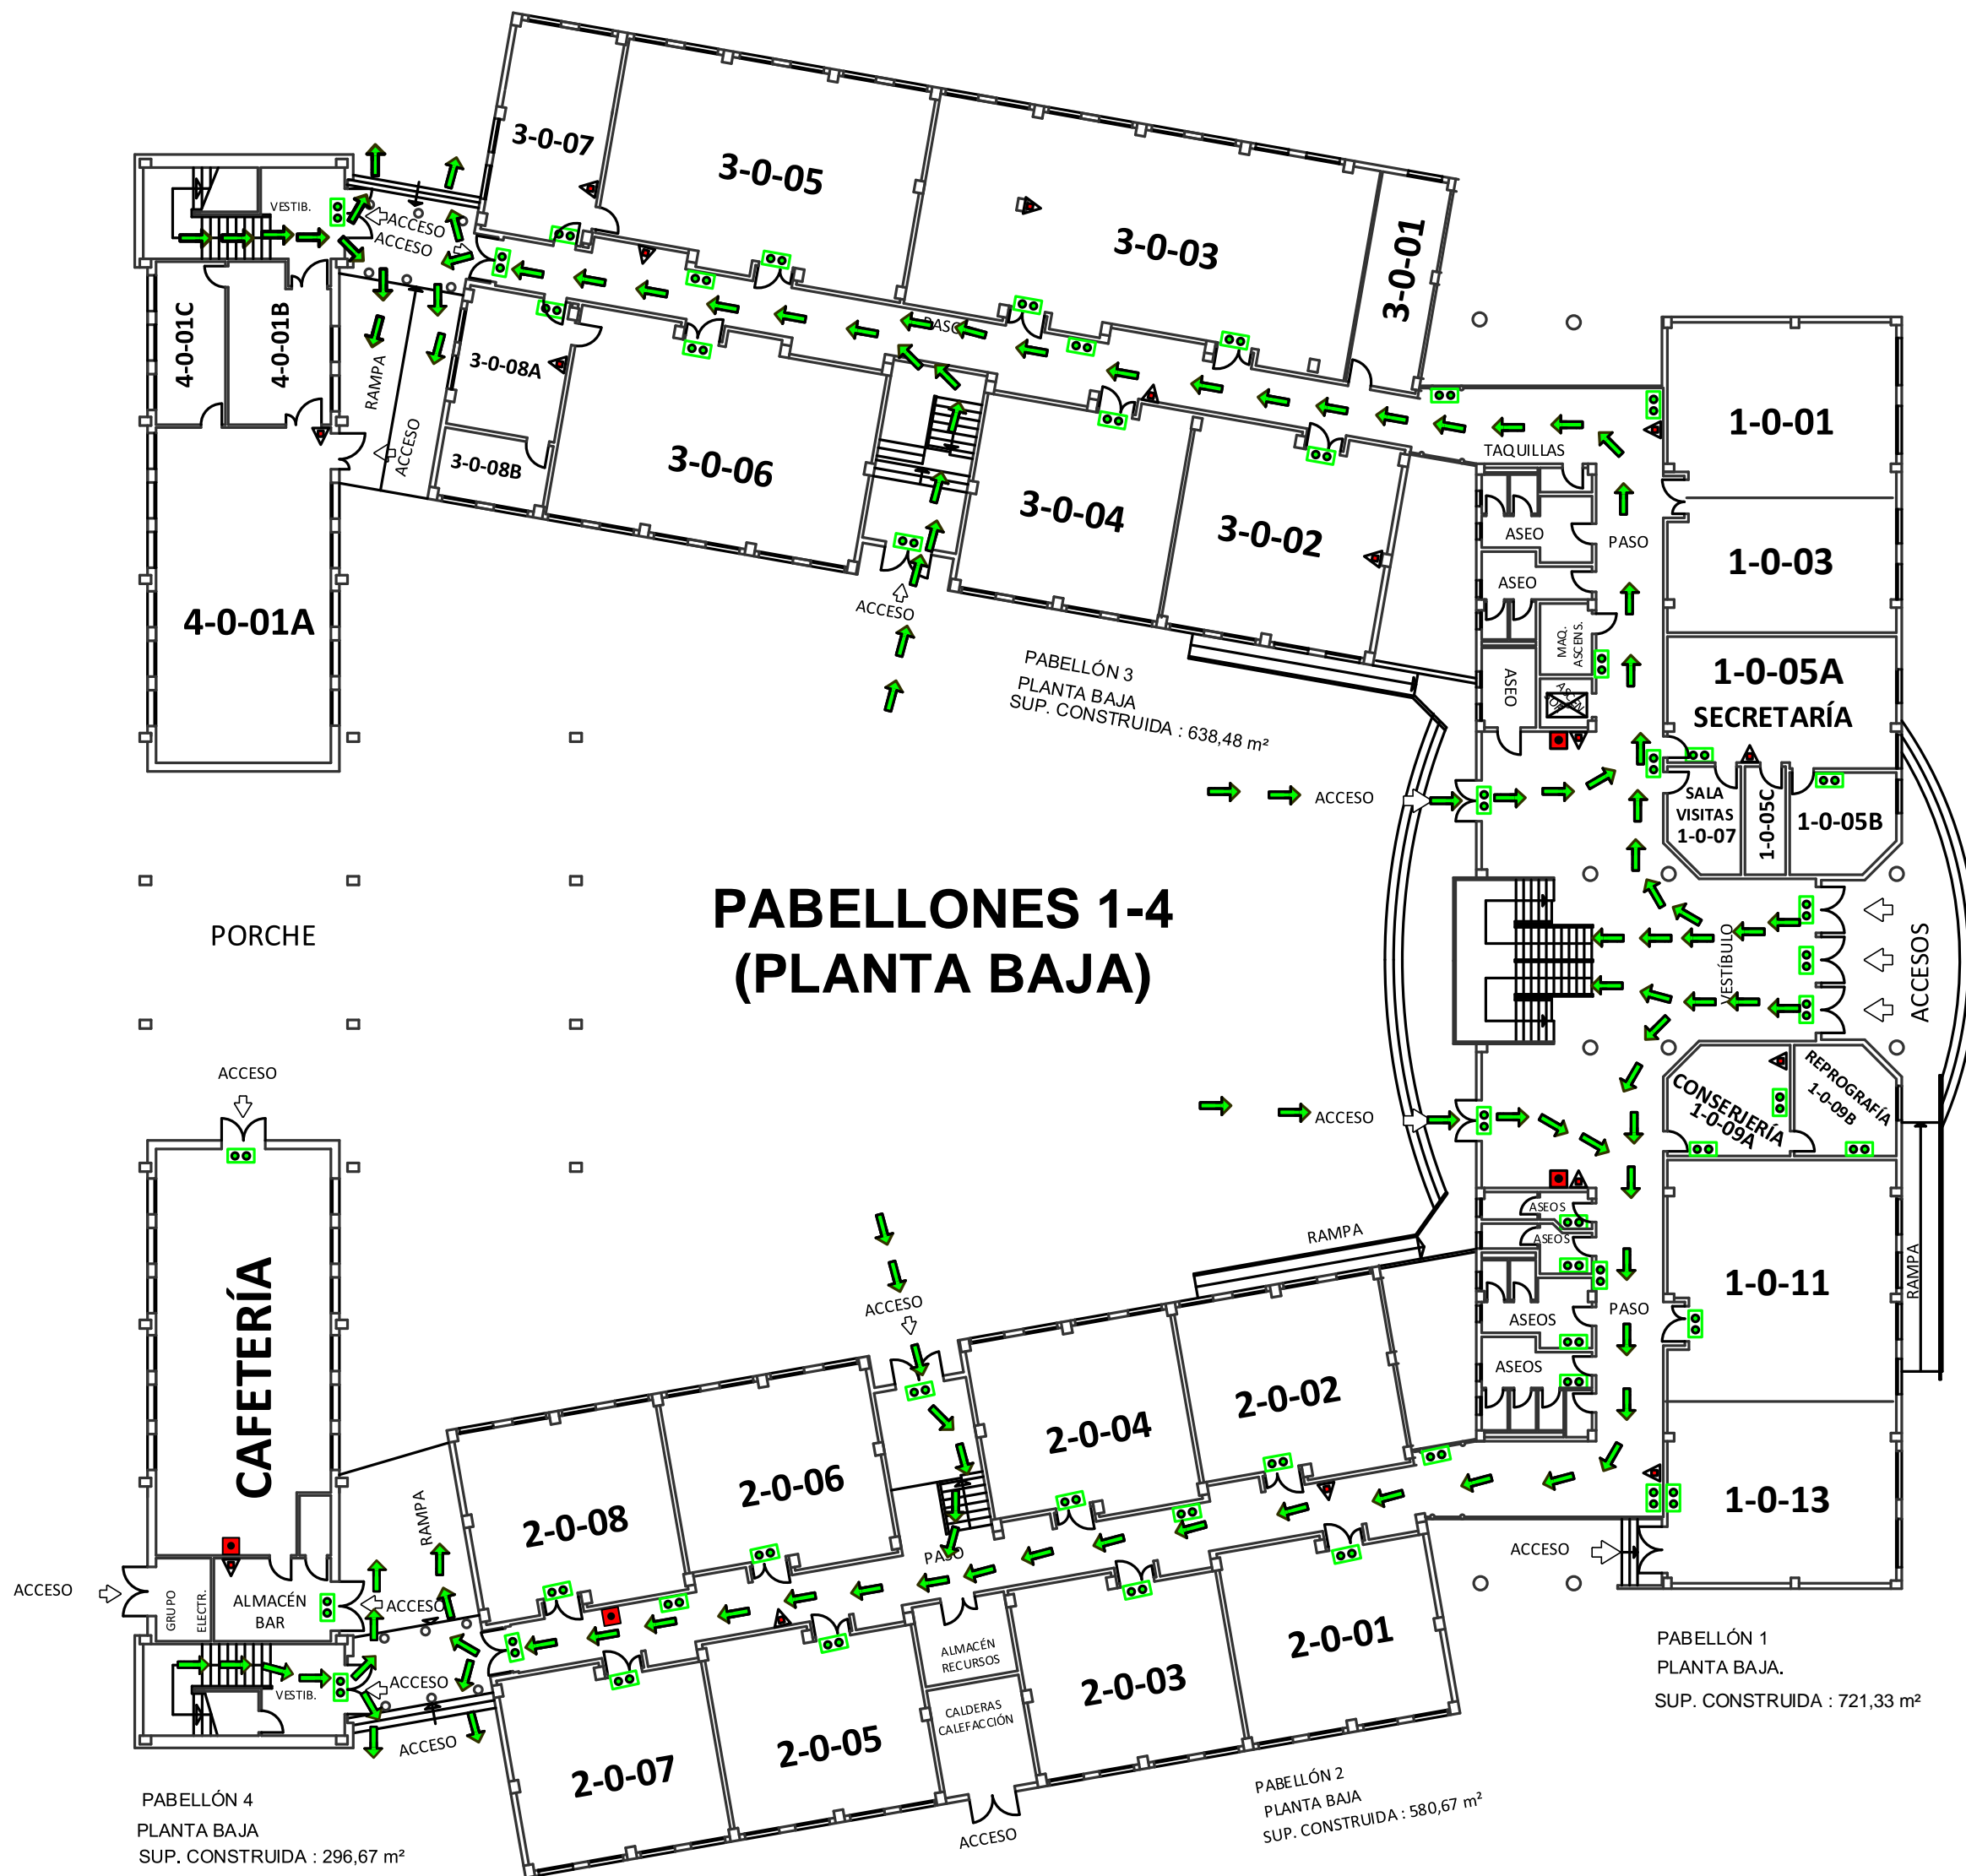 3-0-07
3-0-05
3-0-03
3-0-01
VESTIB.
ACCESO
ACCESO
4-0-01C
4-0-01B
RAMPA
ACCESO
3-0-08A
3-0-08B
3-0-06
PASO
3-0-04
3-0-02
TAQUILLAS
ASEO
ASEO
ASEO
MAQ.
ASCENS.
PASO
1-0-01
1-0-03
1-0-05A
SECRETARÍA
SALA
VISITAS
1-0-07
1-0-05C
1-0-05B
4-0-01A
ACCESO
PABELLÓN 3
PLANTA BAJA
SUP. CONSTRUIDA : 638,48 m²
ACCESO
PORCHE
PABELLONES 1-4
(PLANTA BAJA)
VESTÍBULO
ACCESOS
ACCESO
ACCESO
CONSERJERÍA
1-0-09A
REPROGRAFÍA
1-0-09B
RAMPA
RAMPA
ASEOS
ASEOS
ASEOS
ASEOS
PASO
1-0-11
1-0-13
ACCESO
CAFETERÍA
ACCESO
2-0-08
2-0-06
2-0-04
2-0-02
RAMPA
PASO
ACCESO
GRUPO
ELECTR.
ALMACÉN
BAR
ACCESO
VESTIB.
ACCESO
ACCESO
2-0-07
2-0-05
ALMACÉN
RECURSOS
CALDERAS
CALEFACCIÓN
2-0-03
2-0-01
ACCESO
ACCESO
PABELLÓN 1
PLANTA BAJA.
SUP. CONSTRUIDA : 721,33 m²
PABELLÓN 2
PLANTA BAJA
SUP. CONSTRUIDA : 580,67 m²
PABELLÓN 4
PLANTA BAJA
SUP. CONSTRUIDA : 296,67 m²